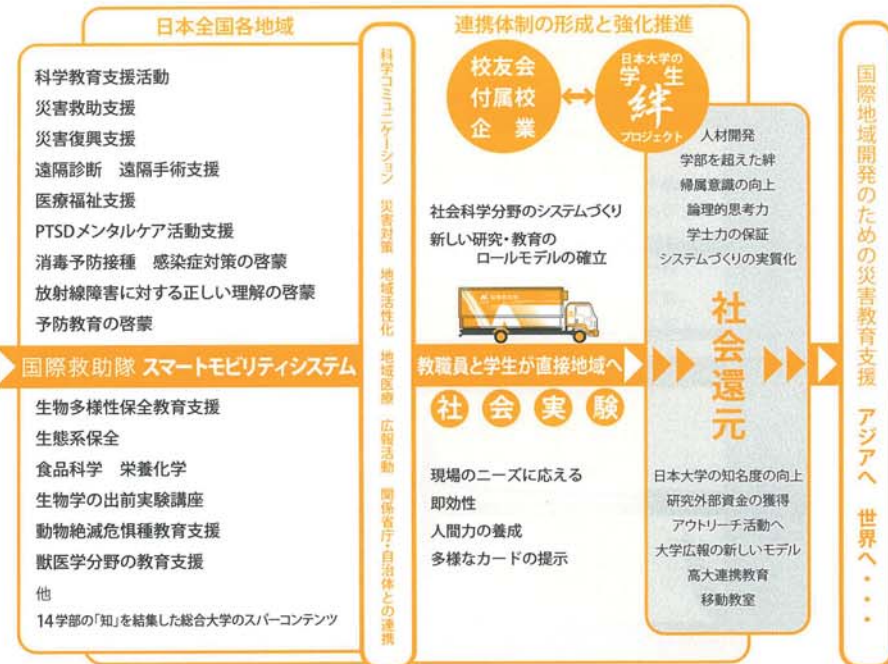 日本全国各地域
科学教育支援活動
災害救助支援
災害復興支援
遠隔診断 遠隔手術支援
医療福祉支援
PTSDメンタルケア活動支援
消毒予防接種 感染症対策の啓蒙
放射線障害に対する正しい理解の啓蒙
予防教育の啓蒙
国際救助隊 スマートモビリティシステム
生物多様性保全教育支援
生態系保全
食品科学 栄養化学
生物学の出前実験講座
動物絶滅危惧種教育支援
獣医学分野の教育支援
他
14学部の「知」を結集した総合大学のスパーコンテンツ
科学コミュニケーション 災害対策 地域活性化 地域医療 広報活動 関係省庁・自治体との連携
連携体制の形成と強化推進
校友会
付属校
企業
日本大学の
学生
絆
プロジェクト
社会科学分野のシステムづくり
新しい研究・教育の
ロールモデルの確立
教職員と学生が直接地域へ
社会実験
現場のニーズに応える
即効性
人間力の養成
多様なカードの提示
人材開発
学部を超えた絆
帰属意識の向上
論理的思考力
学士力の保証
システムづくりの実質化
社会還元
日本大学の知名度の向上
研究外部資金の獲得
アウトリーチ活動へ
大学広報の新しいモデル
高大連携教育
移動教室
国際地域開発のための災害教育支援 アジアへ 世界へ・・・・